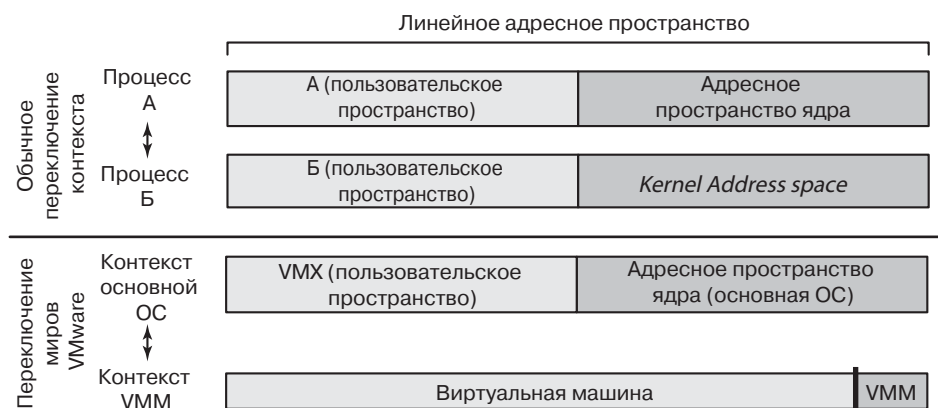 Линейное адресное пространство
Обычное
переключение
контекста
Процесс
А
А (пользовательское
пространство)
Адресное
пространство ядра
Процесс
Б
Б (пользовательское
пространство)
Kernel Address space
Переключение
миров
VMware
Контекст
основной
ОС
VMX (пользовательское
пространство)
Адресное пространство
ядра (основная ОС)
Контекст
VMM
Виртуальная машина
VMM